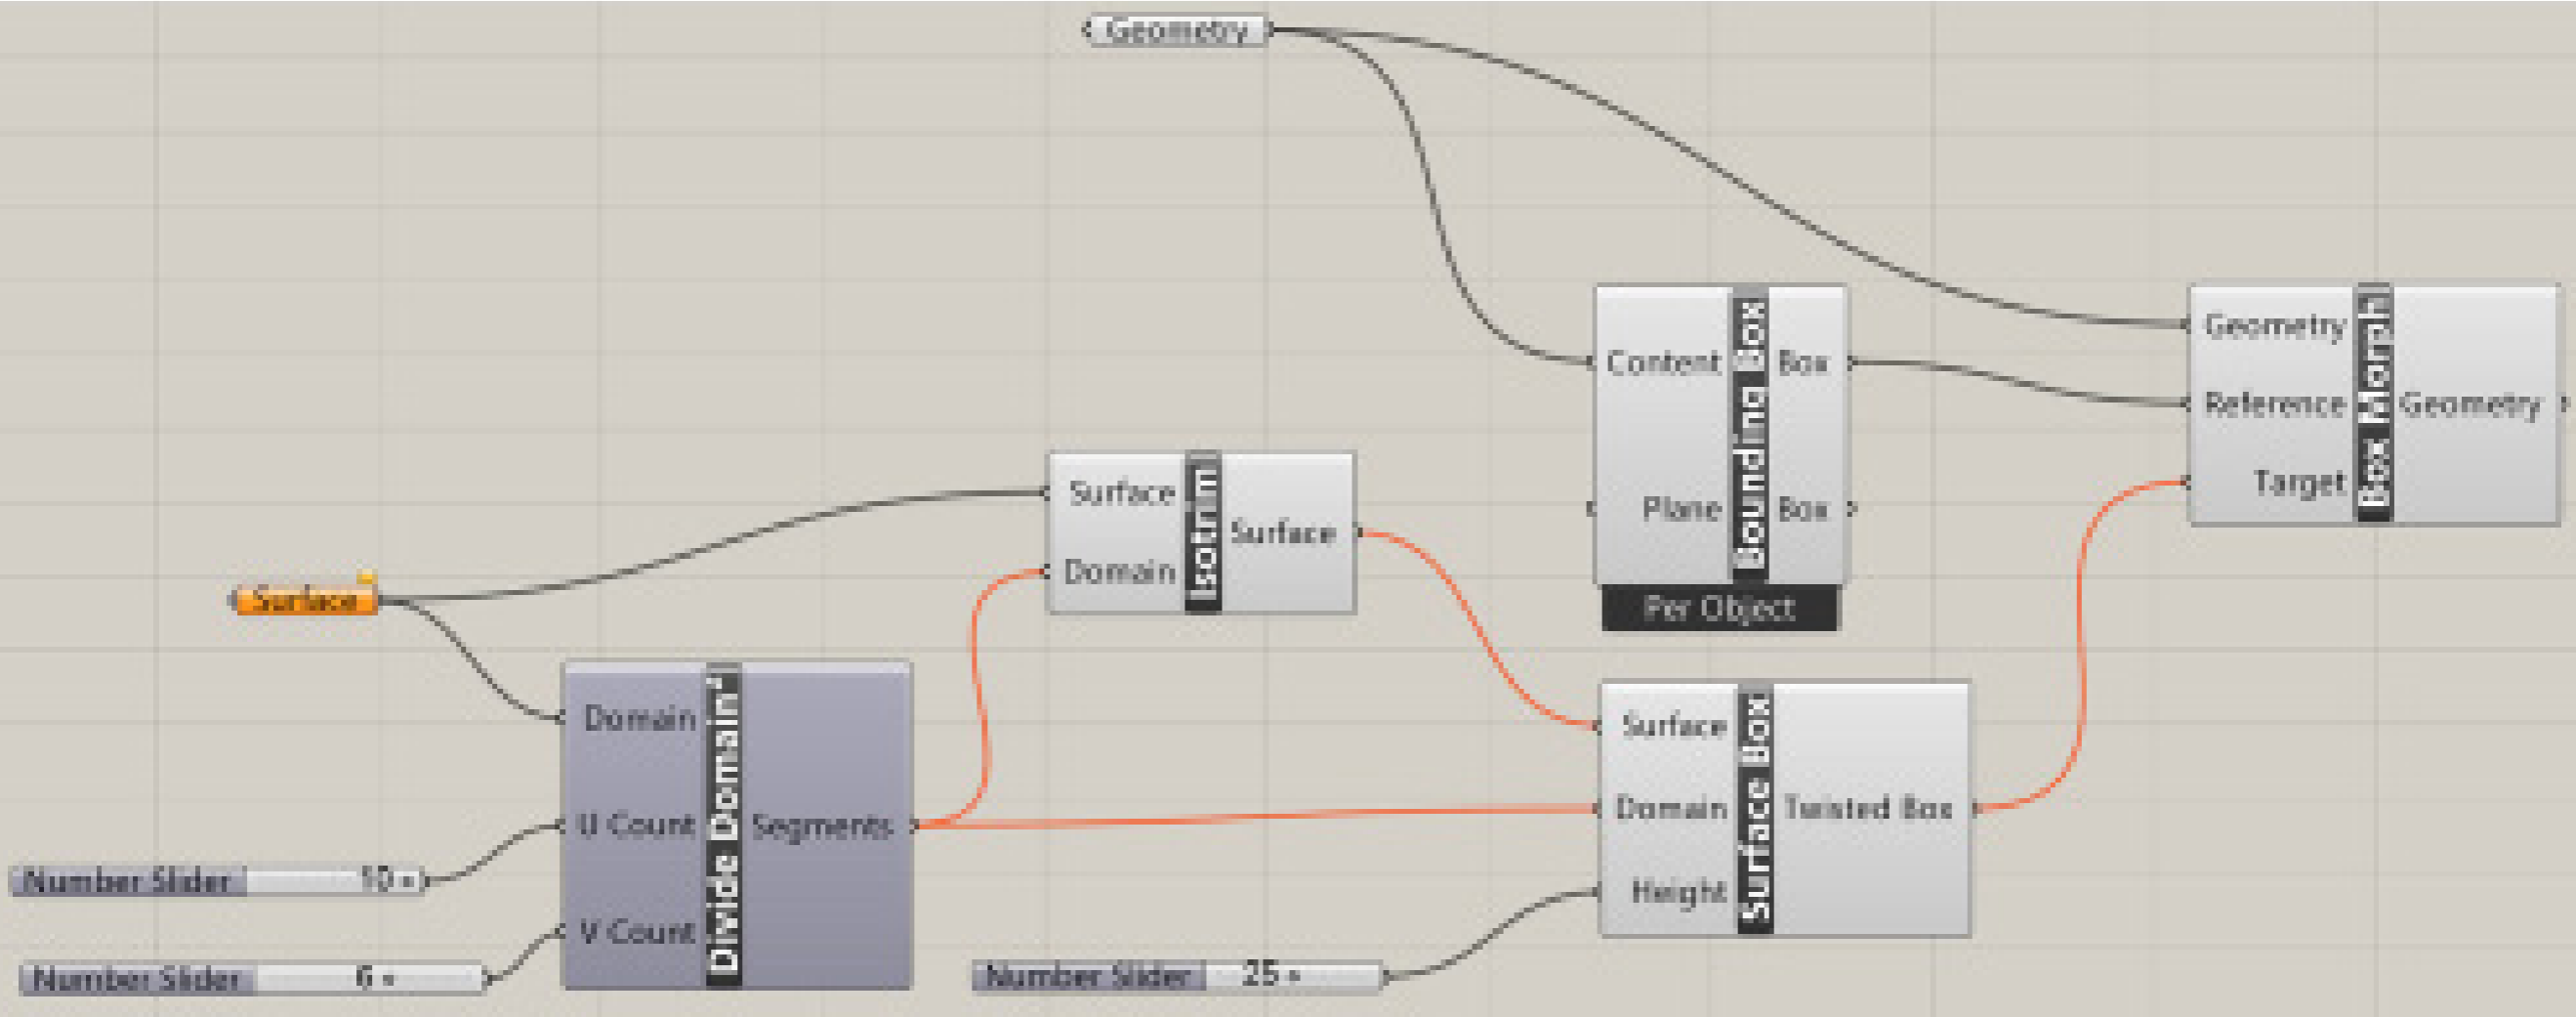 Geometry
Content
Bounding Box
Box
Plane
Box
Per Object
Geometry
Reference
Target
Box Morph
Geometry
Surface
Domain
Isotrim
Surface
Surface
Domain
U Count
V Count
Divide Domain²
Segments
Number Slider 10
Number Slider 6
Surface
Domain
Height
Surface Box
Twisted Box
Number Slider 25